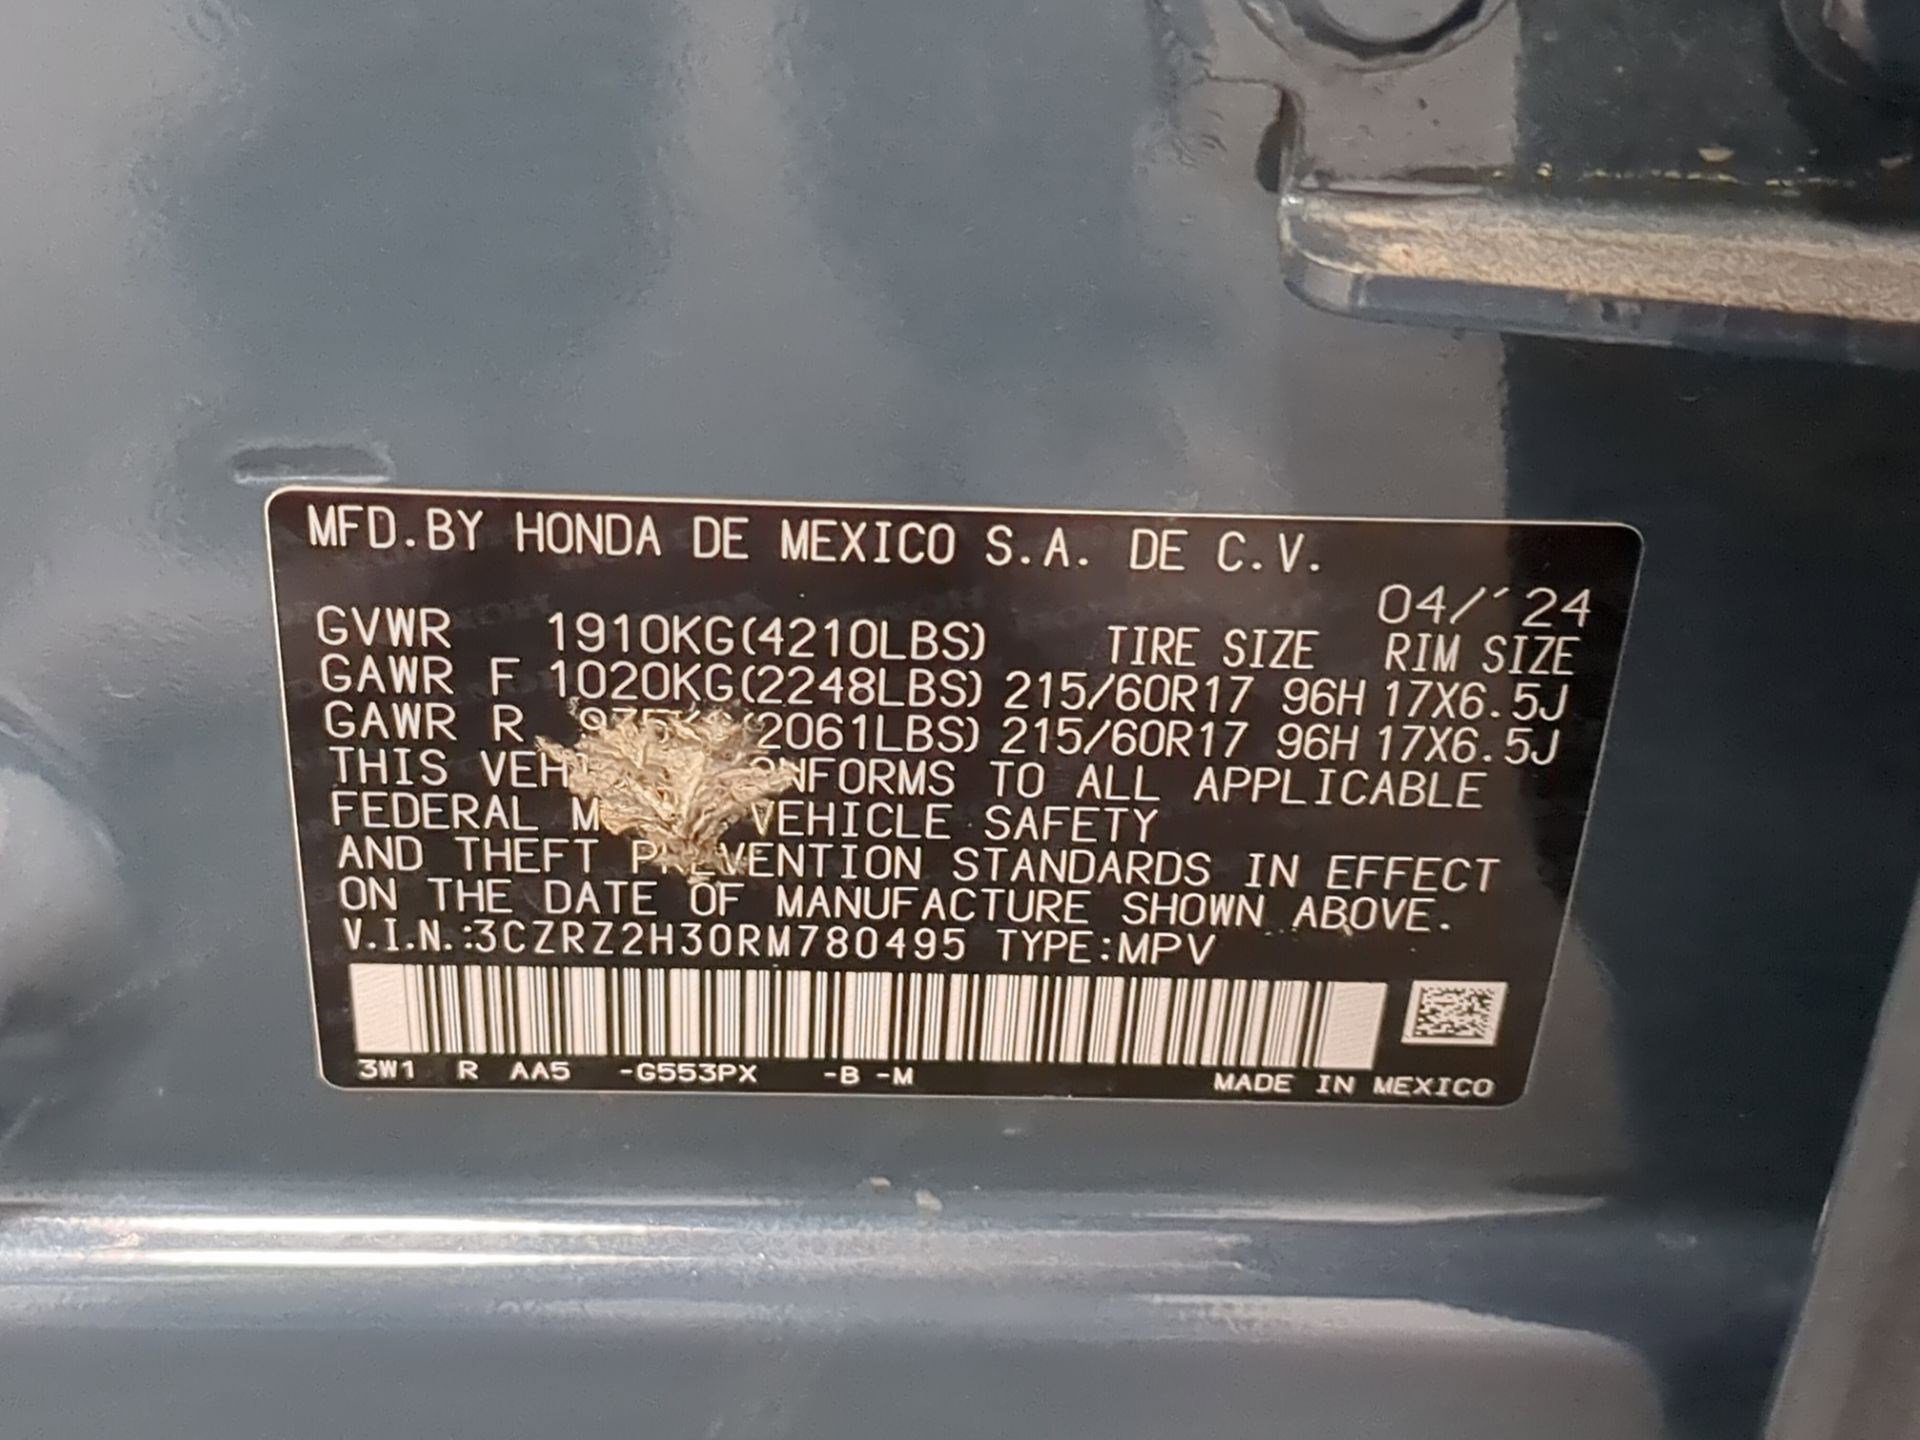 MFD.BY HONDA DE MEXICO S.A. DE C.V.
04/´24
GVWR 1910KG(4210LBS) TIRE SIZE RIM SIZE
GAWR F 1020KG(2248LBS) 215/60R17 96H 17X6.5J
GAWR R (2061LBS) 215/60R17 96H 17X6.5J
THIS TO ALL APPLICABLE
FEDERAL VEHICLE SAFETY
AND THEFT STANDARDS IN EFFECT
ON THE DATE OF MANUFACTURE SHOWN ABOVE.
V.I.N.:3CZRZ2H30RM780495 TYPE:MPV
3W1 R AA5 -G553PX -B -M MADE IN MEXICO